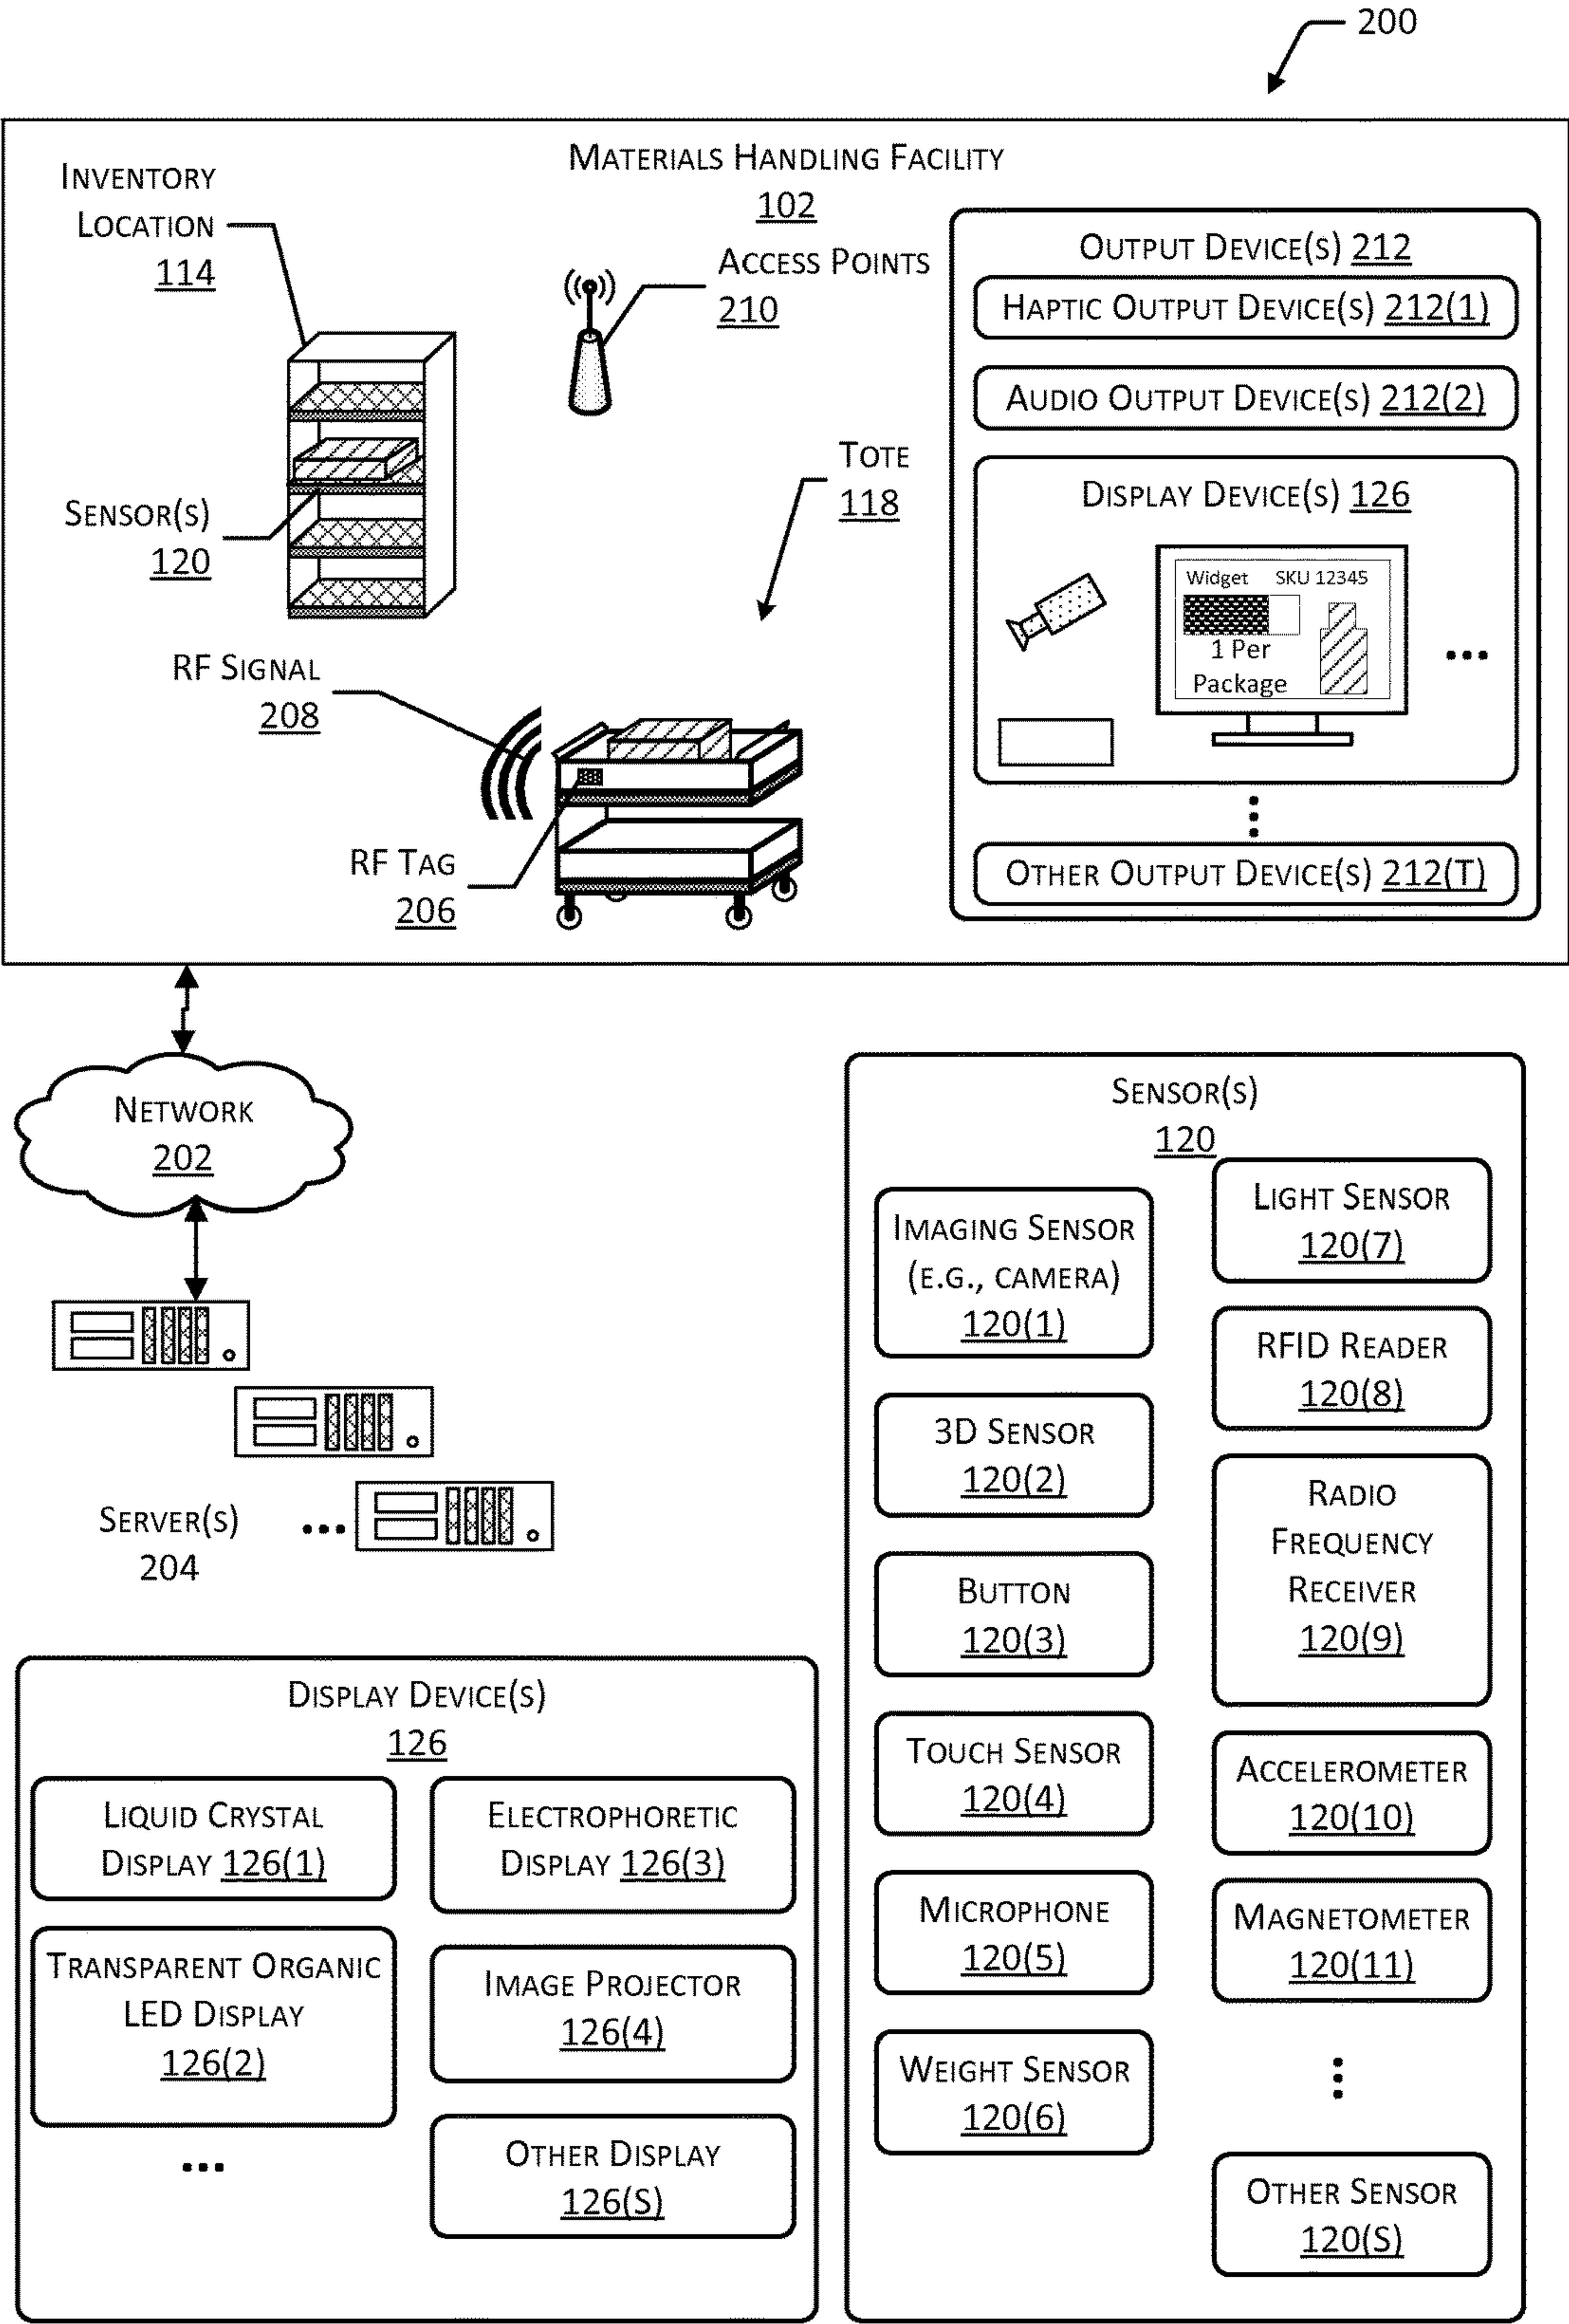 200
MATERIALS HANDLING FACILITY
102
INVENTORY
LOCATION
114
ACCESS POINTS
210
SENSOR(S)
120
TOTE
118
RF SIGNAL
208
RF TAG
206
OUTPUT DEVICE(S) 212
HAPTIC OUTPUT DEVICE(S) 212(1)
AUDIO OUTPUT DEVICE(S) 212(2)
DISPLAY DEVICE(S) 126
Widget SKU 12345
1 Per
Package
...
OTHER OUTPUT DEVICE(S) 212(T)
NETWORK
202
SERVER(S)
204
...
DISPLAY DEVICE(S)
126
LIQUID CRYSTAL
DISPLAY 126(1)
TRANSPARENT ORGANIC
LED DISPLAY
126(2)
...
ELECTROPHORETIC
DISPLAY 126(3)
IMAGE PROJECTOR
126(4)
OTHER DISPLAY
126(S)
SENSOR(S)
120
IMAGING SENSOR
(E.G., CAMERA)
120(1)
3D SENSOR
120(2)
BUTTON
120(3)
TOUCH SENSOR
120(4)
MICROPHONE
120(5)
WEIGHT SENSOR
120(6)
LIGHT SENSOR
120(7)
RFID READER
120(8)
RADIO
FREQUENCY
RECEIVER
120(9)
ACCELEROMETER
120(10)
MAGNETOMETER
120(11)
OTHER SENSOR
120(S)